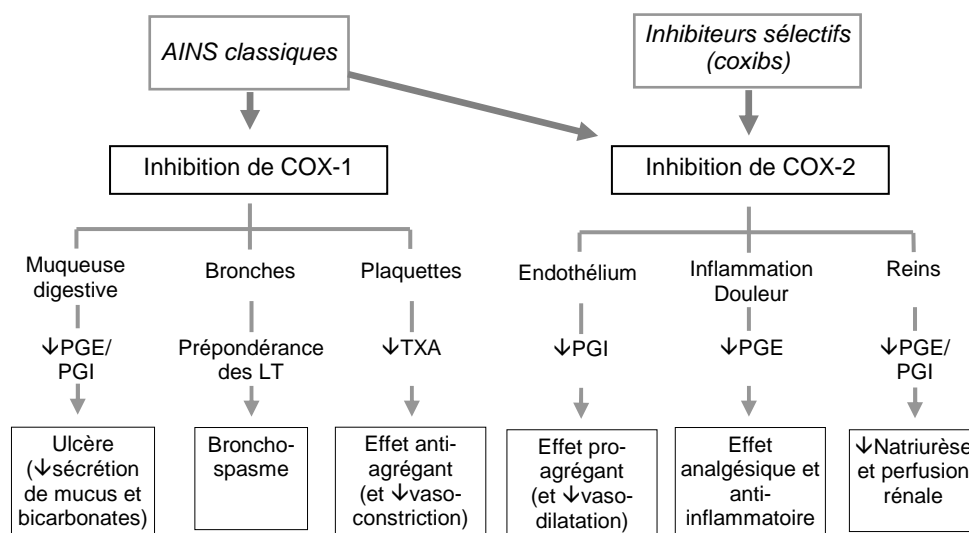 AINS classiques
Inhibiteurs sélectifs
(coxibs)
Inhibition de COX-1
Inhibition de COX-2
Muqueuse
digestive
Bronches
Plaquettes
Endothélium
Inflammation
Douleur
Reins
↓PGE/
PGI
Prépondérance
des LT
↓TXA
↓PGI
↓PGE
↓PGE/
PGI
Ulcère
(↓sécrétion
de mucus et
bicarbonates)
Broncho-
spasme
Effet anti-
agrégant
(et ↓vaso-
constriction)
Effet pro-
agrégant
(et ↓vaso-
dilatation)
Effet
analgésique et
anti-
inflammatoire
↓Natriurèse
et perfusion
rénale